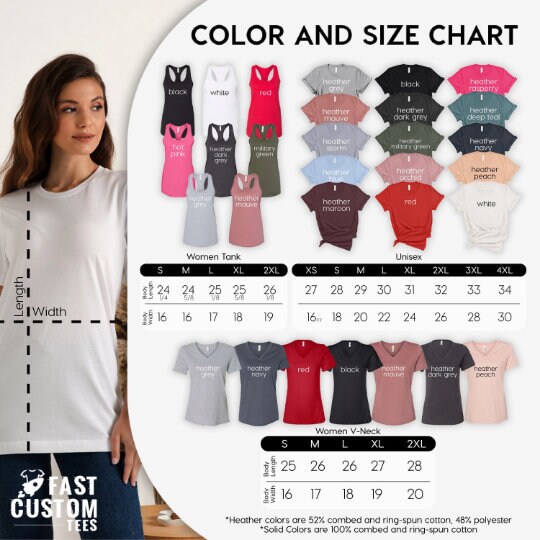 COLOR AND SIZE CHART
black
white
red
hot
pink
heather
dark
grey
military
green
heather
grey
heather
mauve
heather
grey
black
heather
raspberry
heather
mauve
heather
dark grey
heather
deep teal
heather
storm
heather
military green
heather
navy
heather
blue
heather
orchid
heather
peach
heather
maroon
red
white
Length
Width
Women Tank
S M L XL 2XL
Body
Length
24 1/4 24 5/8 25 1/8 25 5/8 26 1/8
Body
Width
16 16 17 18 19
Unisex
XS S M L XL 2XL 3XL 4XL
27 28 29 30 31 32 33 34
16 18 20 22 24 26 28 30
heather
grey
heather
navy
red
black
heather
mauve
heather
dark grey
heather
peach
Women V-Neck
S M L XL 2XL
Body
Length
25 26 26 27 28
Body
Width
16 17 18 19 20
FAST
CUSTOM
TEES
*Heather colors are 52% combed and ring-spun cotton, 48% polyester
*Solid Colors are 100% combed and ring-spun cotton